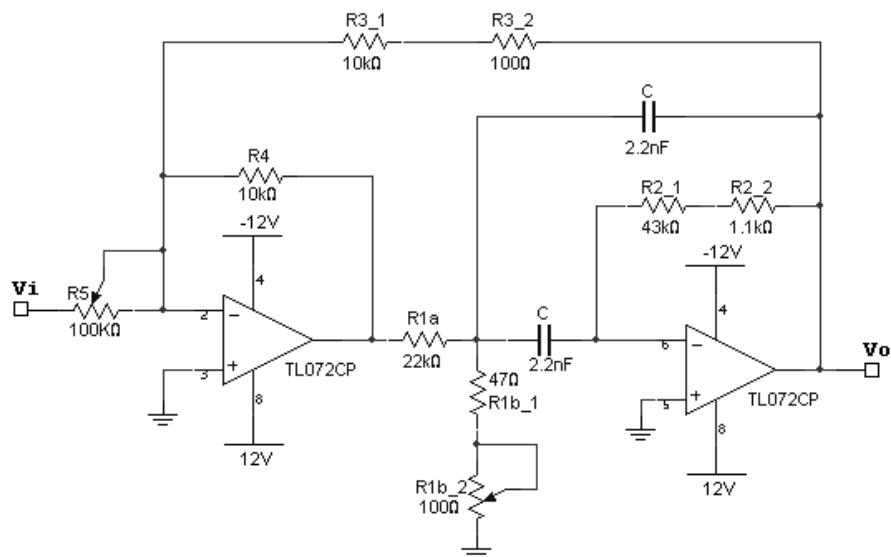 R3_1
R3_2
10kΩ
100Ω
C
2.2nF
R4
10kΩ
R2_1
R2_2
43kΩ
1.1kΩ
-12V
-12V
Vi
R5
100KΩ
4
2
3
8
TL072CP
12V
R1a
22kΩ
C
2.2nF
47Ω
R1b_1
R1b_2
100Ω
4
6
5
8
TL072CP
12V
Vo